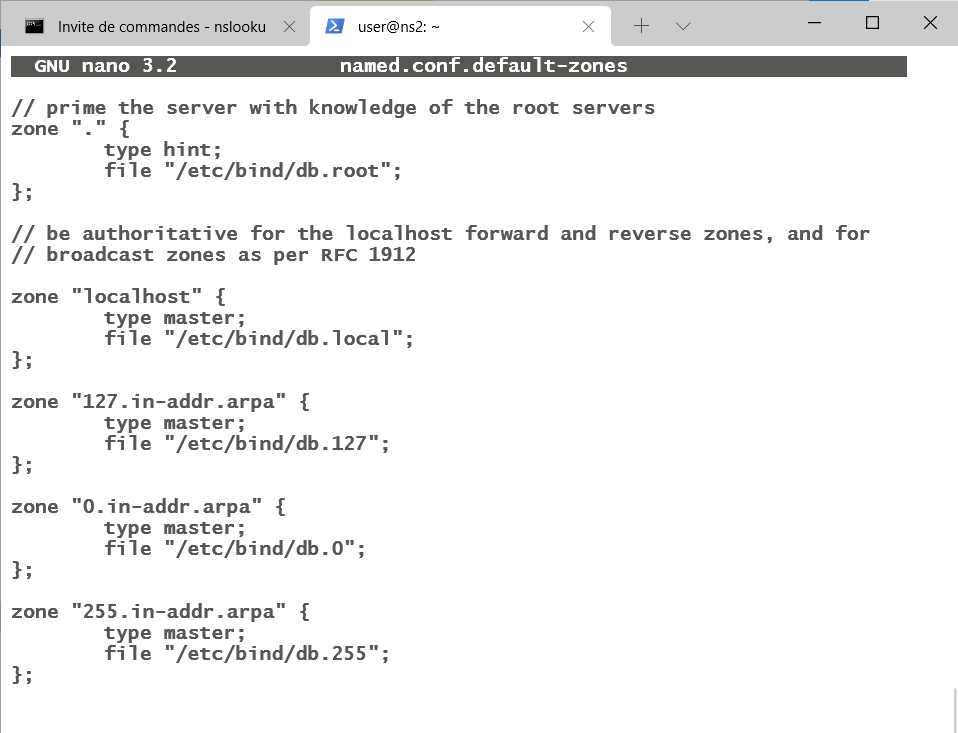 Invite de commandes - nslooku
user@ns2: ~
GNU nano 3.2 named.conf.default-zones
// prime the server with knowledge of the root servers
zone "." {
type hint;
file "/etc/bind/db.root";
};
// be authoritative for the localhost forward and reverse zones, and for
// broadcast zones as per RFC 1912
zone "localhost" {
type master;
file "/etc/bind/db.local";
};
zone "127.in-addr.arpa" {
type master;
file "/etc/bind/db.127";
};
zone "0.in-addr.arpa" {
type master;
file "/etc/bind/db.0";
};
zone "255.in-addr.arpa" {
type master;
file "/etc/bind/db.255";
};